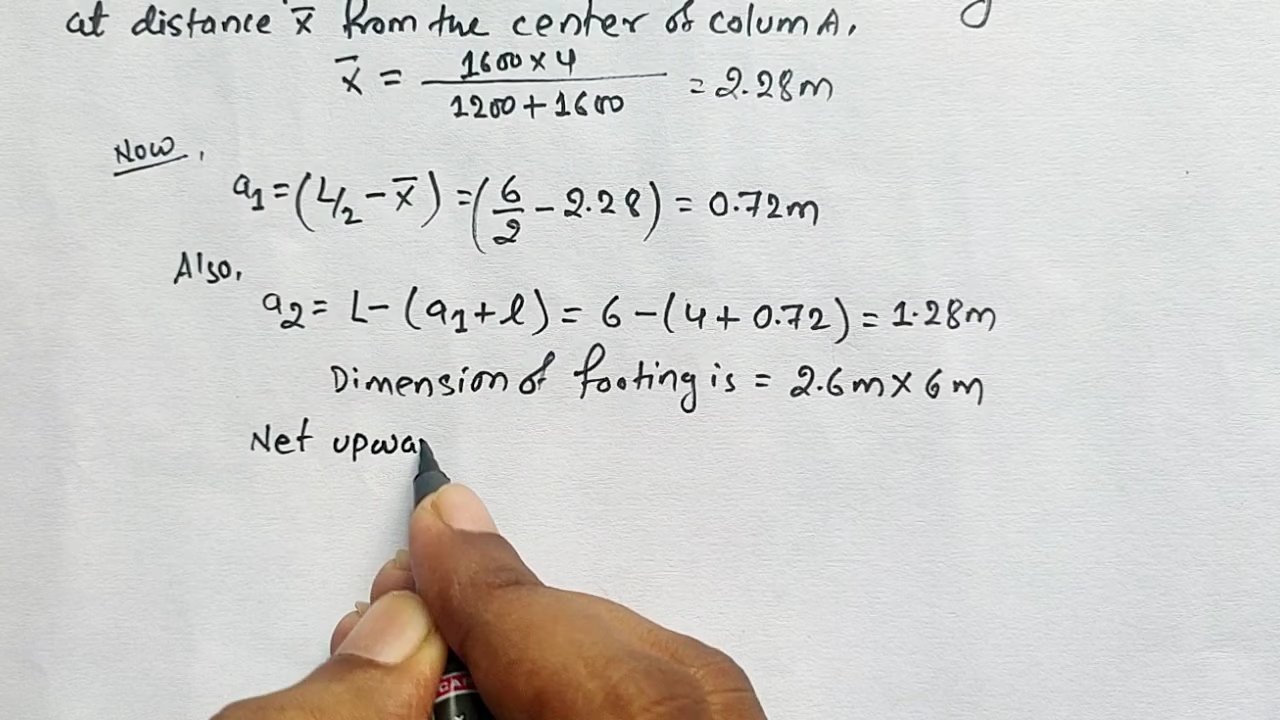 at distance x̄ from the center of colum A.
x̄ = 1600 × 4 / 1200 + 1600 = 2.28m
Now,
a1 = (L/2 - x̄) = (6/2 - 2.28) = 0.72m
Also,
a2 = L - (a1 + l) = 6 - (4 + 0.72) = 1.28m
Dimension of footing is = 2.6m × 6m
Net upwa